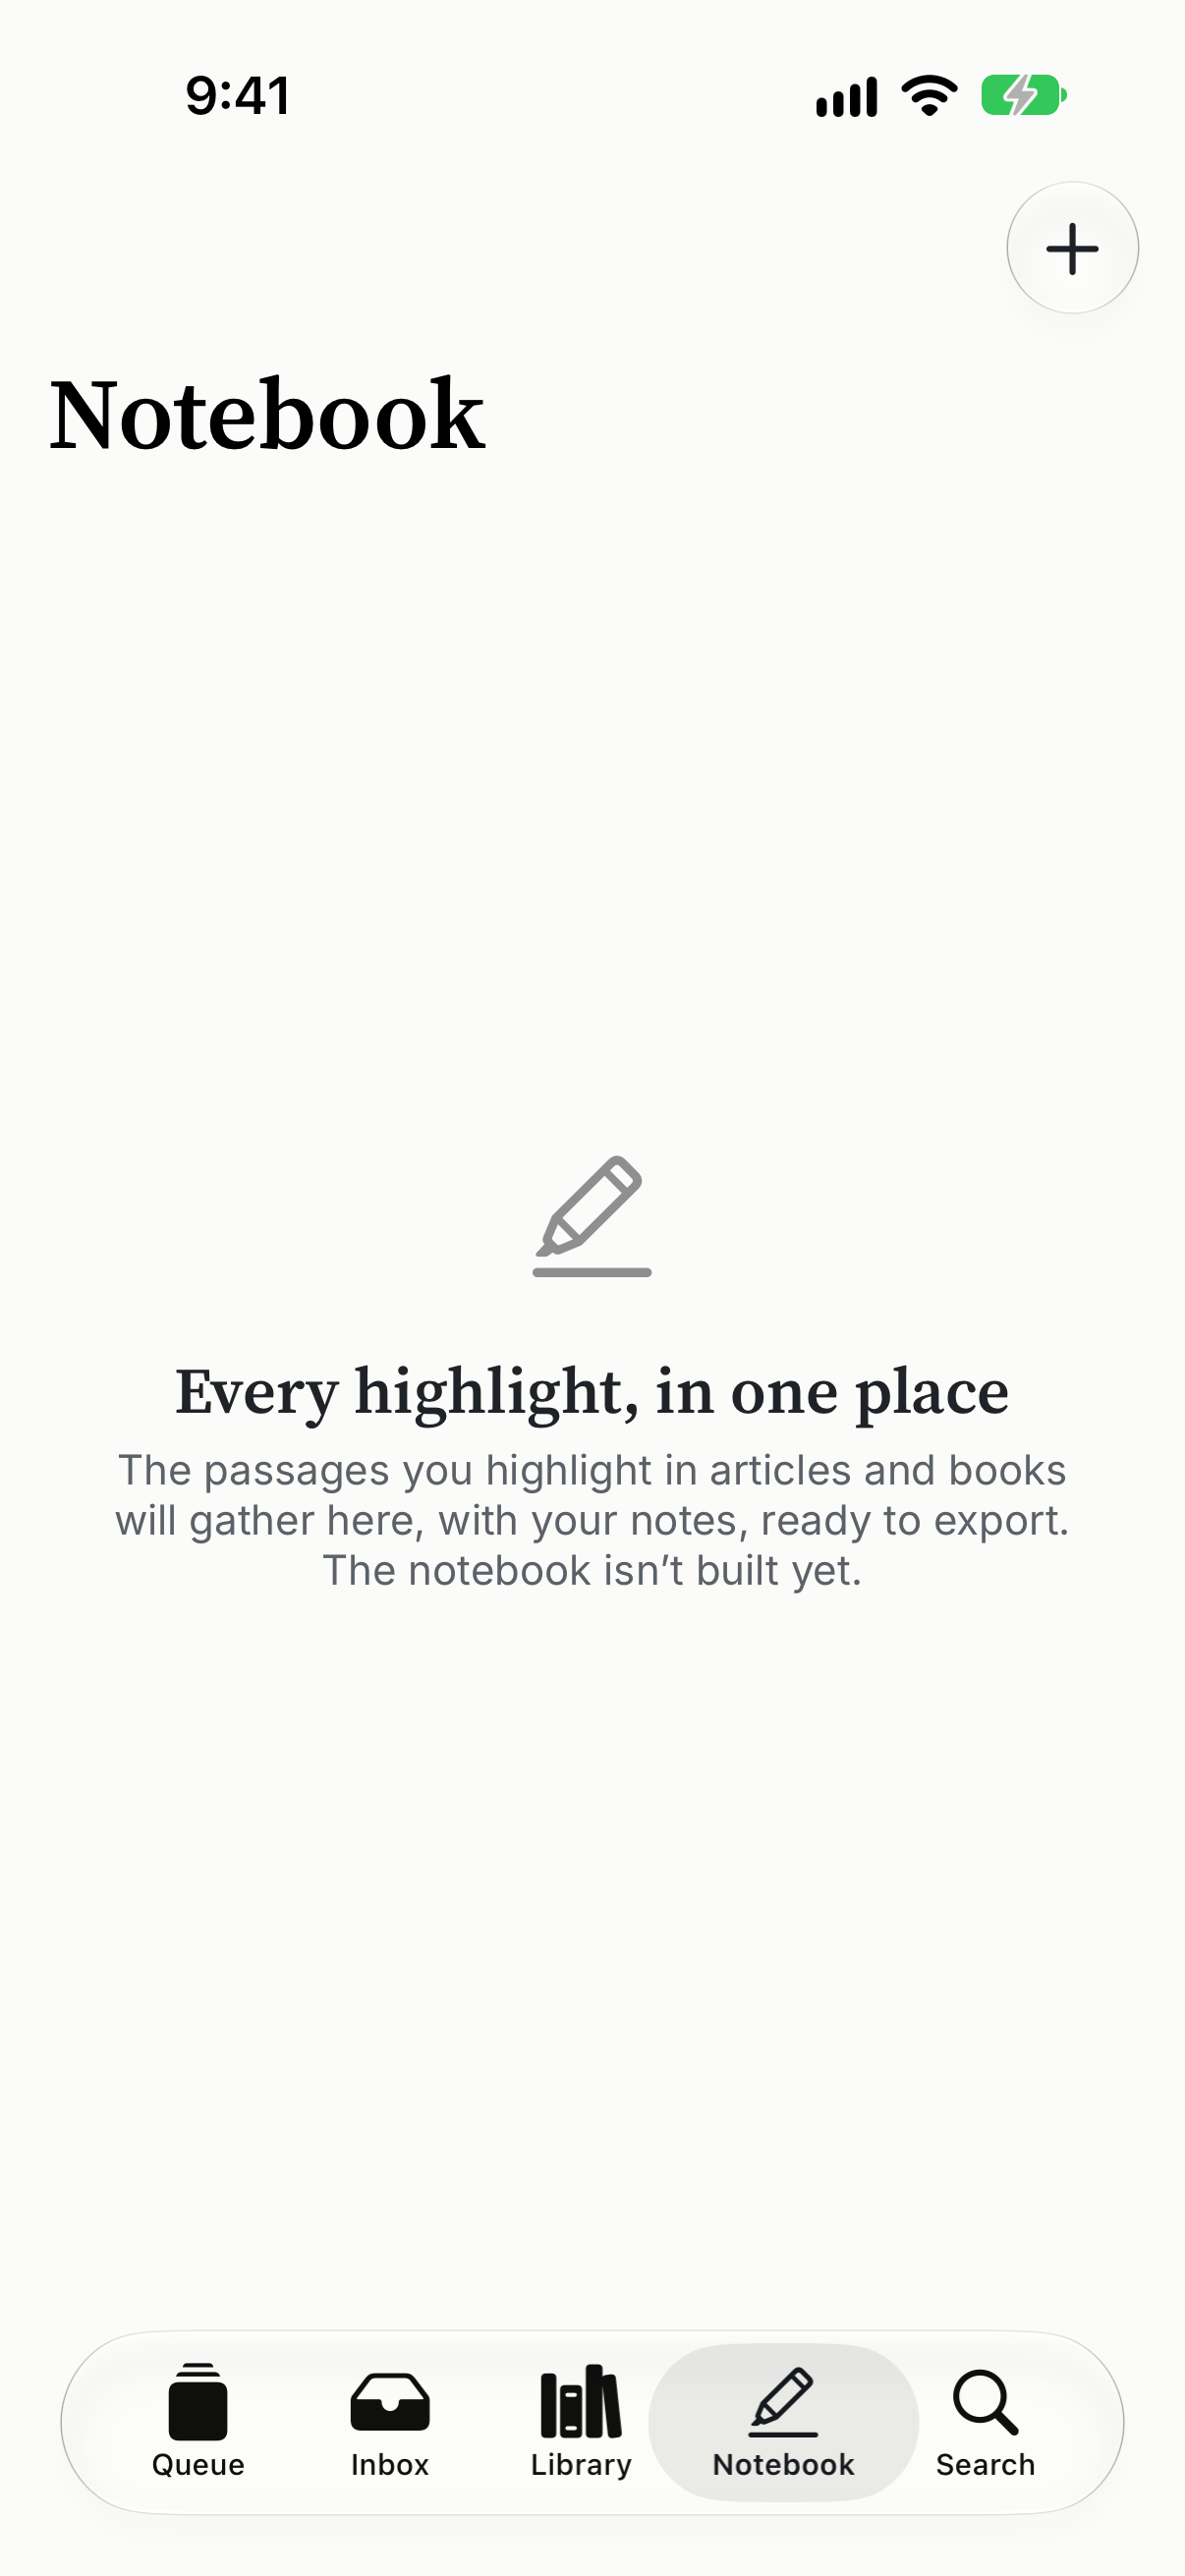 9:41
Notebook
Every highlight, in one place
The passages you highlight in articles and books
will gather here, with your notes, ready to export.
The notebook isn’t built yet.
Queue
Inbox
Library
Notebook
Search